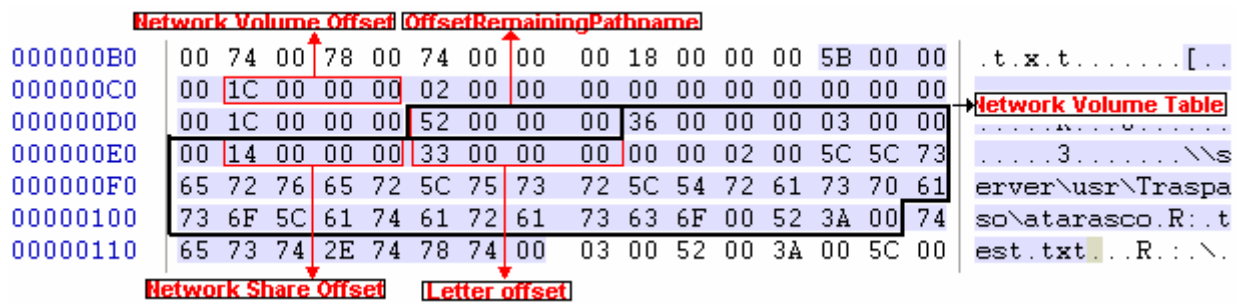 Network Volume Offset OffsetRemainingPathname
000000B0 00 74 00 78 00 74 00 00 00 18 00 00 00 5B 00 00 .t.x.t.......[..
000000C0 00 1C 00 00 00 02 00 00 00 00 00 00 00 00 00 00
Network Volume Table
000000D0 00 1C 00 00 00 52 00 00 00 36 00 00 00 03 00 00
000000E0 00 14 00 00 00 33 00 00 00 00 00 02 00 5C 5C 73 .....3.......\\s
000000F0 65 72 76 65 72 5C 75 73 72 5C 54 72 61 73 70 61 erver\usr\Traspa
00000100 73 6F 5C 61 74 61 72 61 73 63 6F 00 52 3A 00 74 so\atarasco.R:.t
00000110 65 73 74 2E 74 78 74 00 03 00 52 00 3A 00 5C 00 est.txt...R.:.\.
Network Share Offset Letter offset